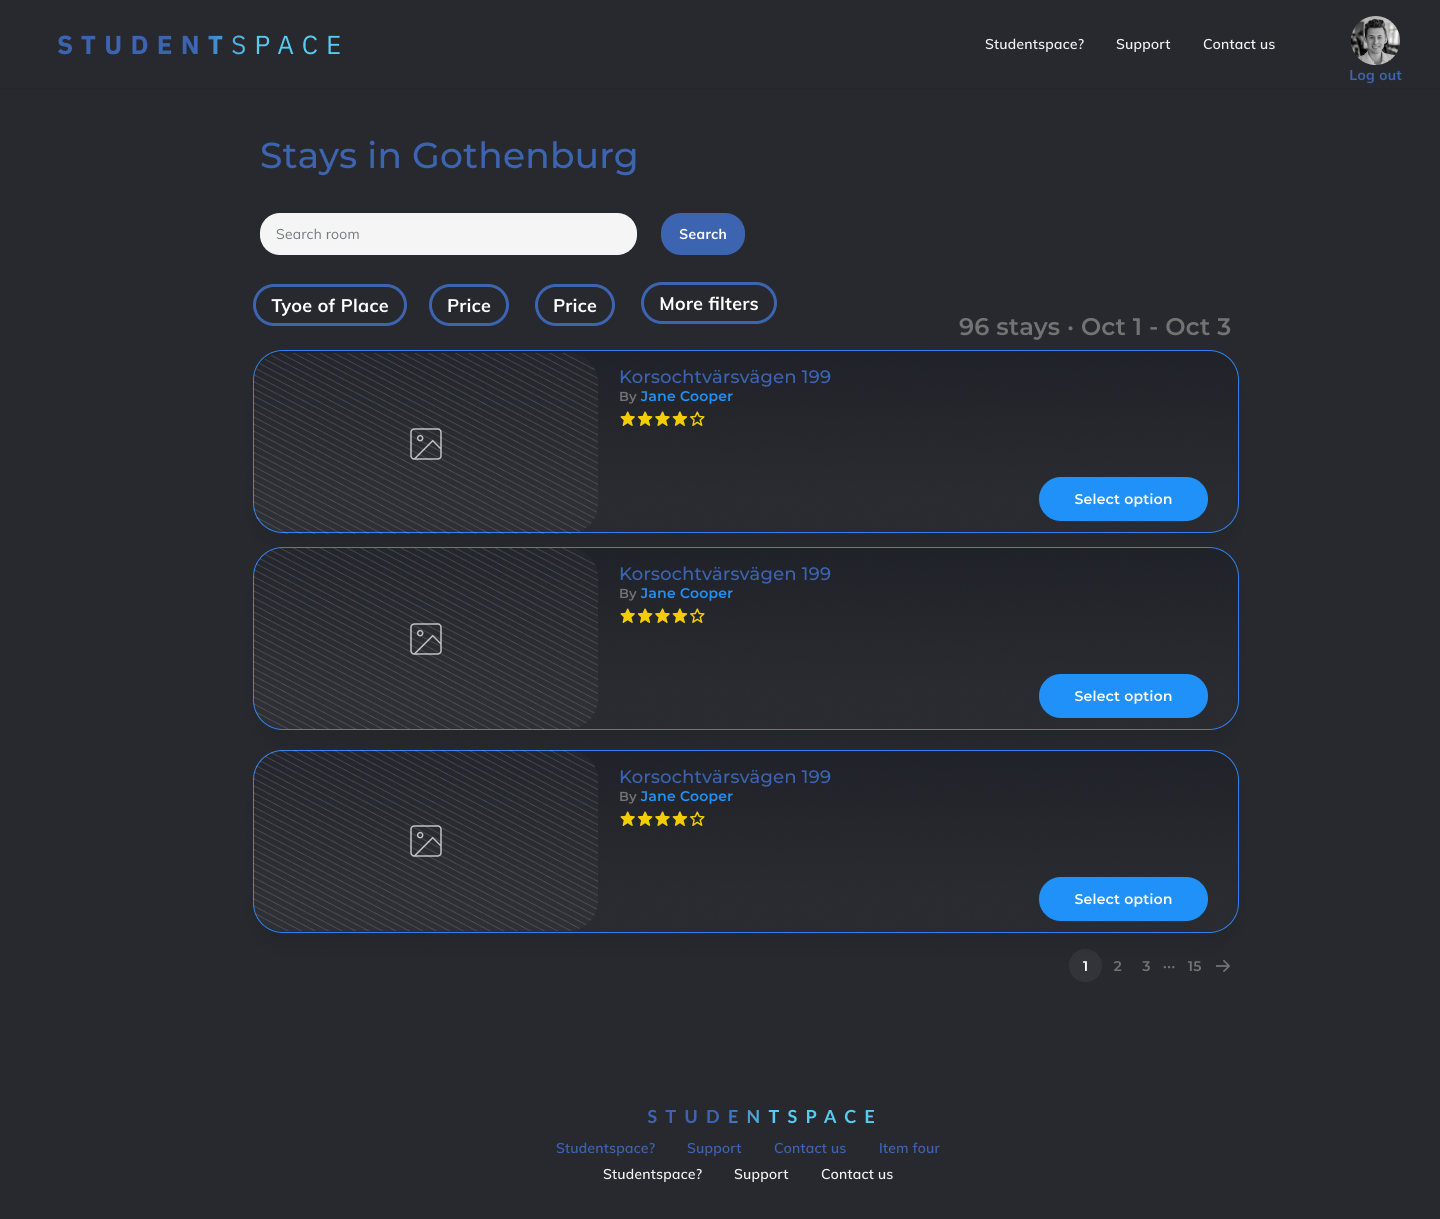 STUDENTSPACE
Studentspace? Support Contact us
Log out
Stays in Gothenburg
Search room
Search
Tyoe of Place
Price
Price
More filters
96 stays · Oct 1 - Oct 3
Korsochtvärsvägen 199
By Jane Cooper
Select option
Korsochtvärsvägen 199
By Jane Cooper
Select option
Korsochtvärsvägen 199
By Jane Cooper
Select option
1 2 3 ··· 15
STUDENTSPACE
Studentspace? Support Contact us Item four
Studentspace? Support Contact us